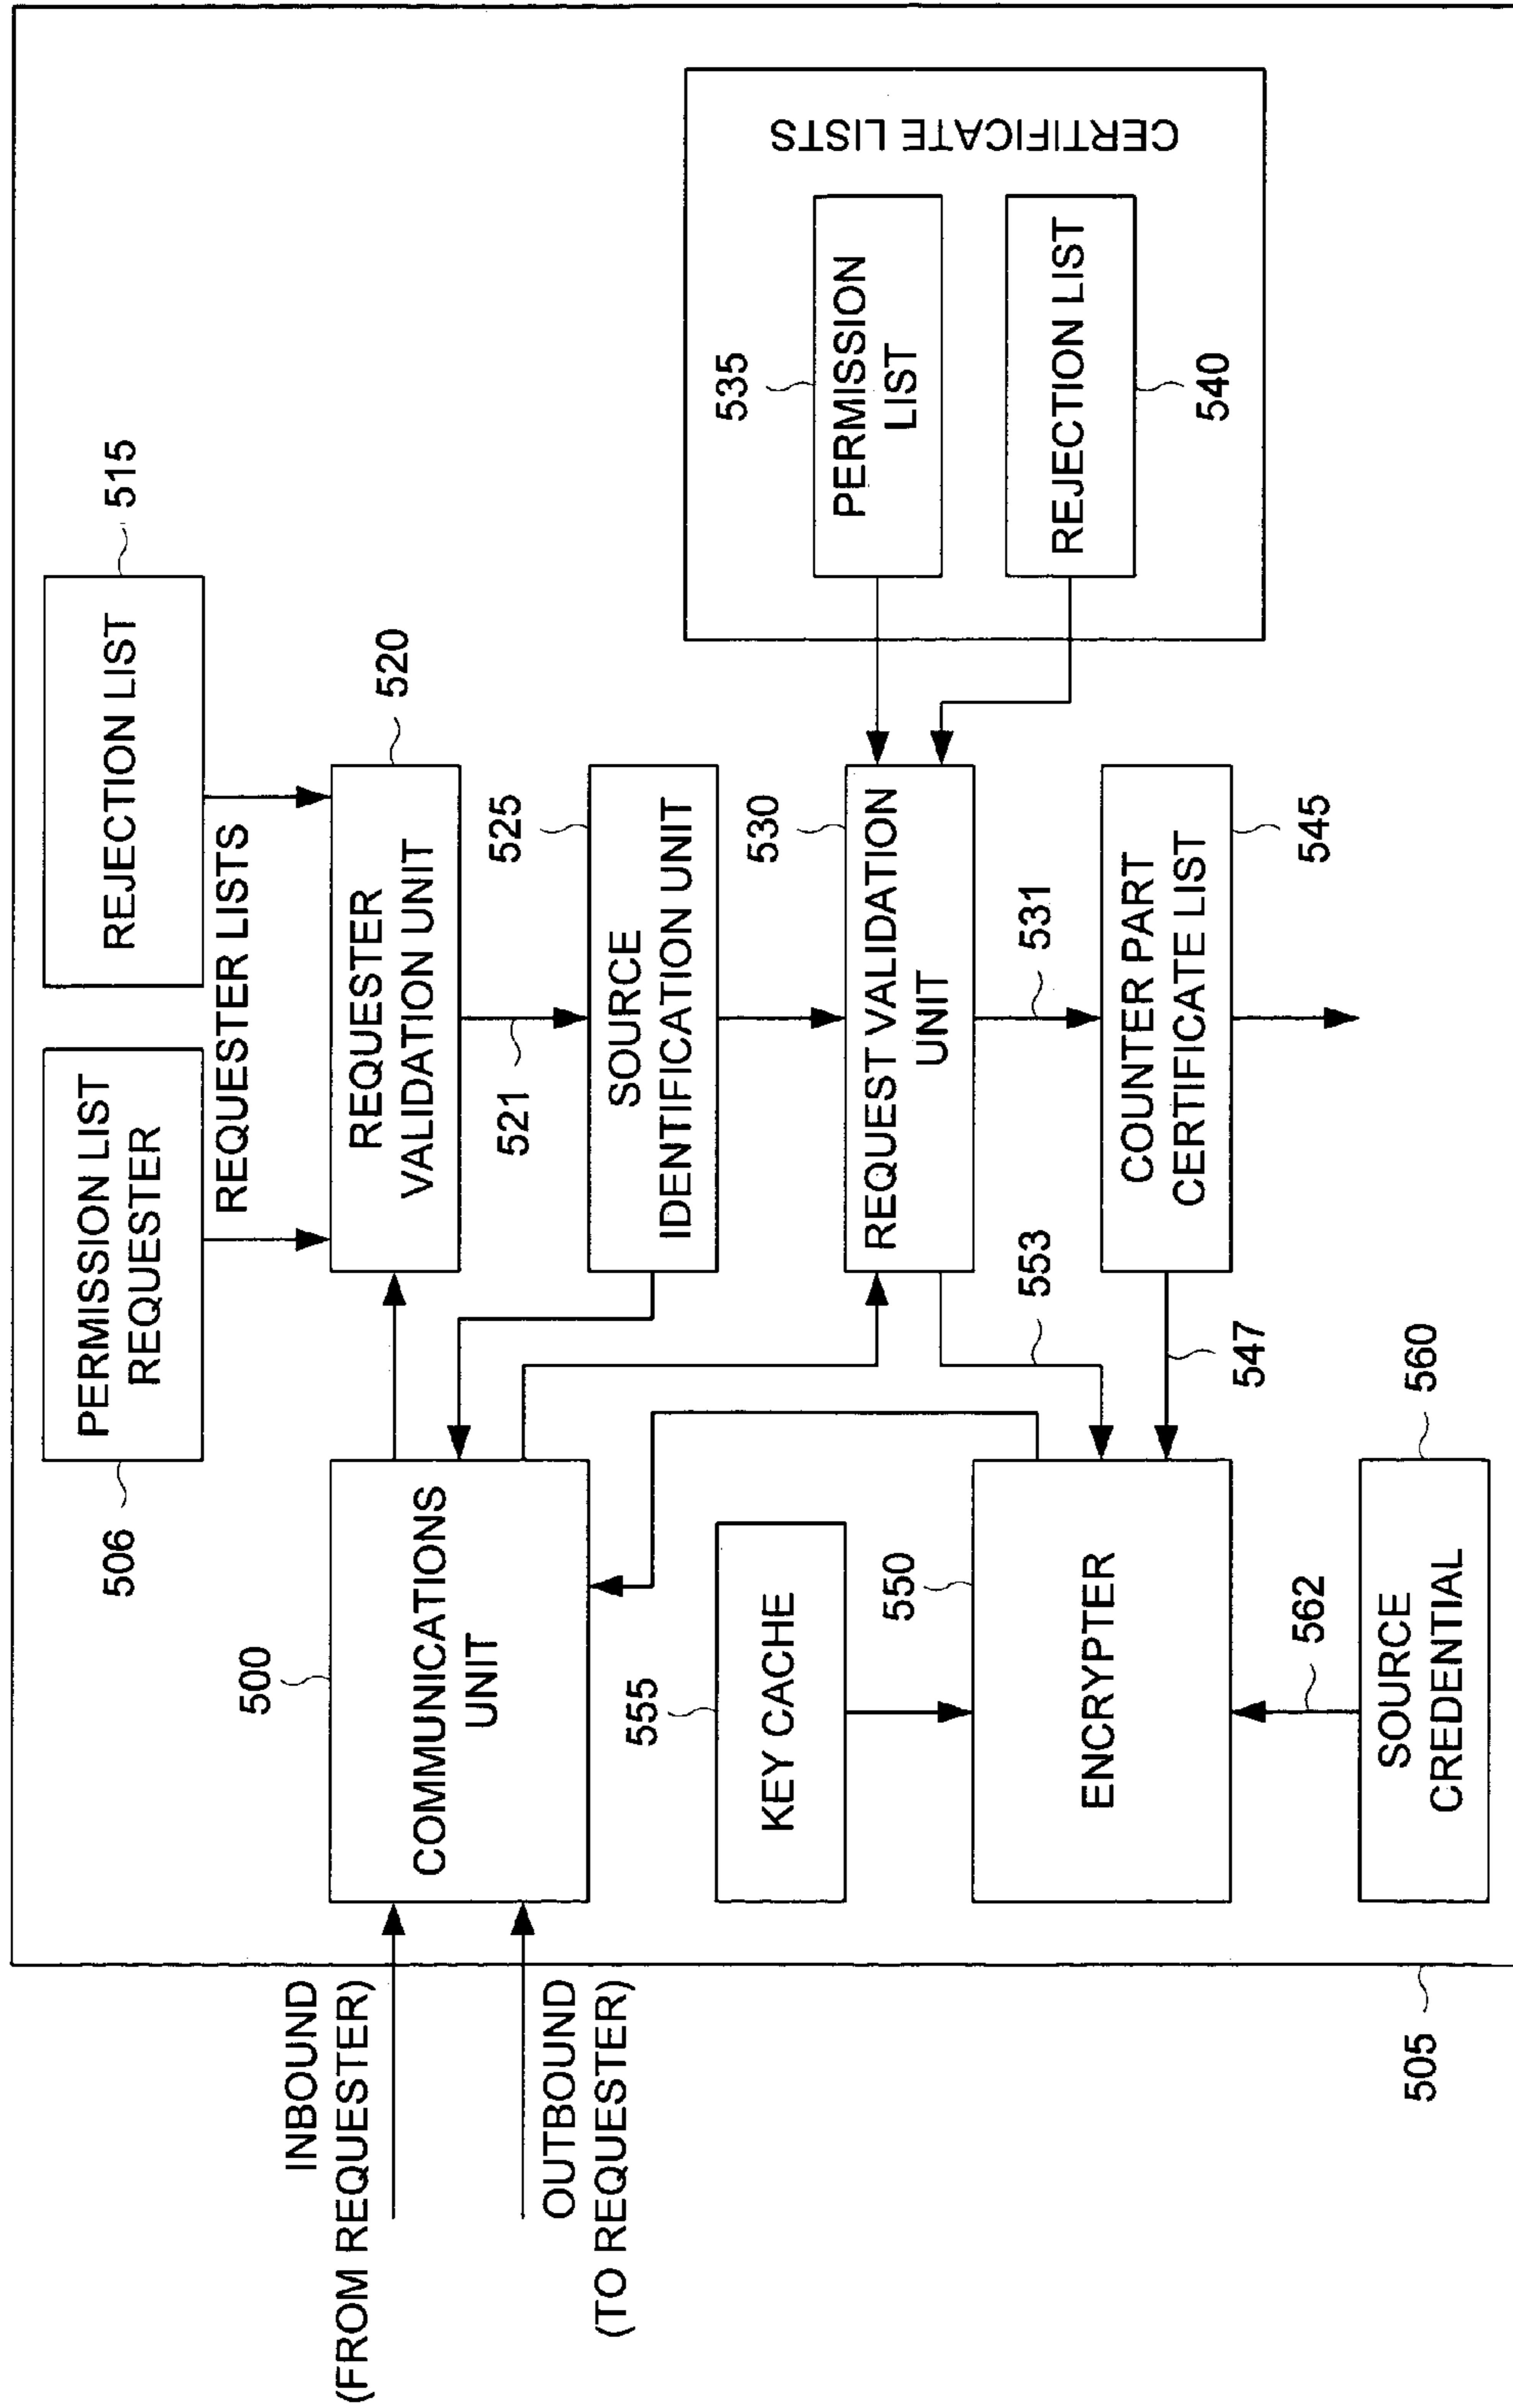 506
PERMISSION LIST
REQUESTER
REJECTION LIST
515
REQUESTER LISTS
INBOUND
(FROM REQUESTER)
OUTBOUND
(TO REQUESTER)
500
COMMUNICATIONS
UNIT
REQUESTER
VALIDATION UNIT
520
521
525
SOURCE
IDENTIFICATION UNIT
530
REQUEST VALIDATION
UNIT
531
553
535
PERMISSION
LIST
REJECTION LIST
540
CERTIFICATE LISTS
555
KEY CACHE
550
ENCRYPTER
COUNTER PART
CERTIFICATE LIST
545
547
562
SOURCE
CREDENTIAL
560
505